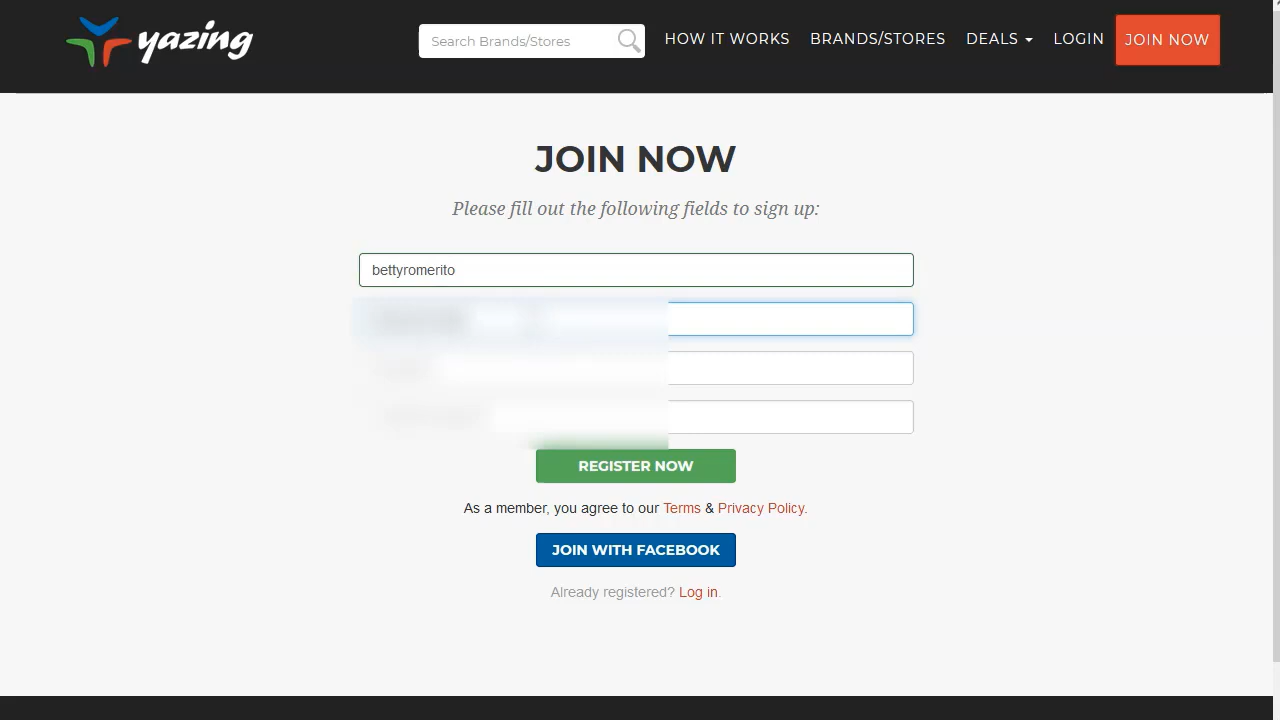 yazing
Search Brands/Stores
HOW IT WORKS
BRANDS/STORES
DEALS
LOGIN
JOIN NOW
JOIN NOW
Please fill out the following fields to sign up:
bettyromerito
REGISTER NOW
As a member, you agree to our Terms & Privacy Policy.
JOIN WITH FACEBOOK
Already registered? Log in.